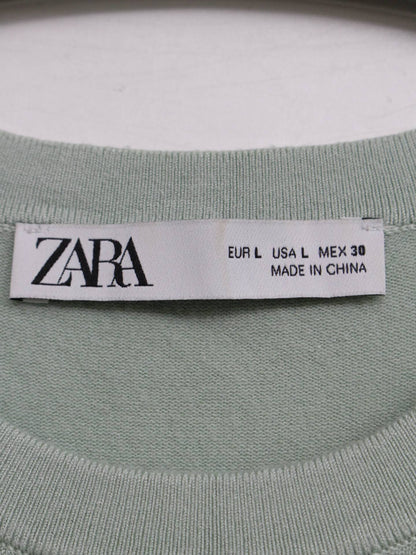 ZARA
EUR L USA L MEX 30
MADE IN CHINA